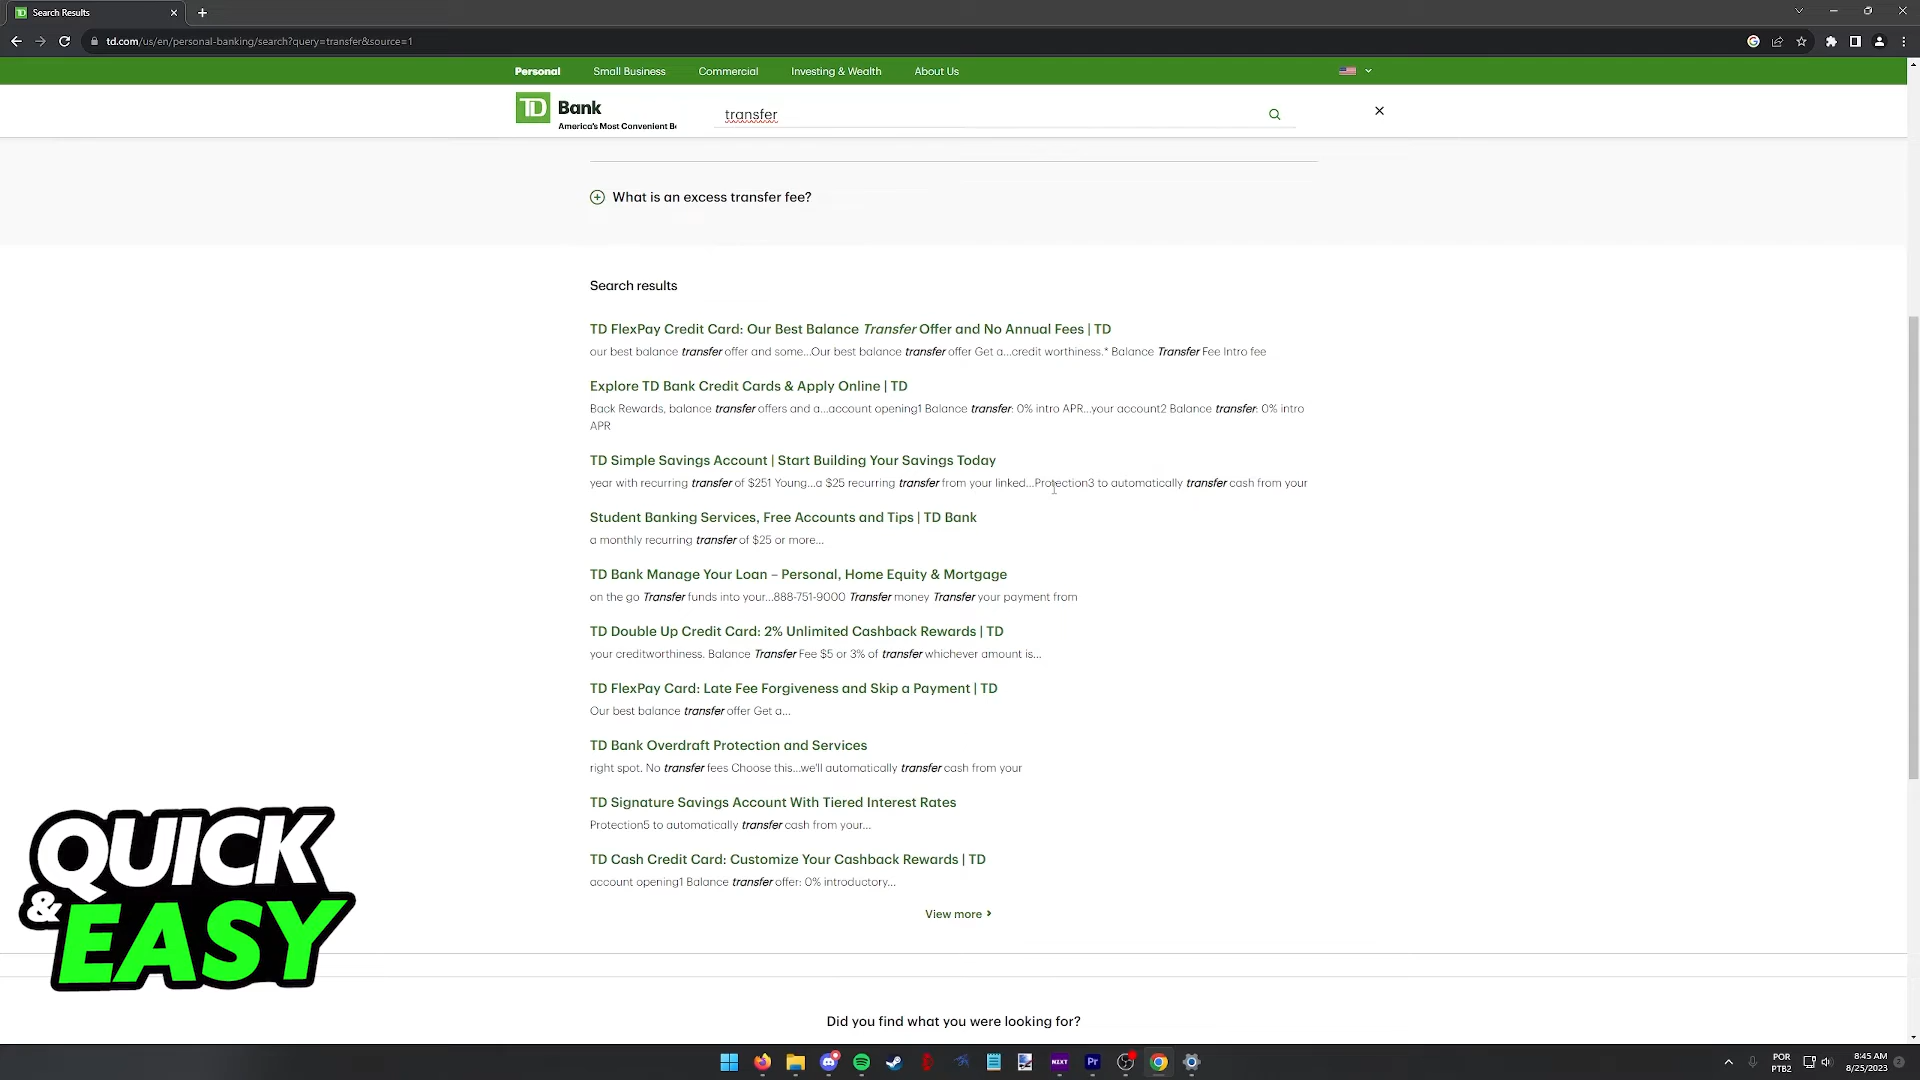 TD Search Results
td.com/us/en/personal-banking/search?query=transfer&source=1
Personal Small Business Commercial Investing & Wealth About Us
TD Bank
America's Most Convenient B
transfer
What is an excess transfer fee?
Search results
TD FlexPay Credit Card: Our Best Balance Transfer Offer and No Annual Fees | TD
our best balance transfer offer and some...Our best balance transfer offer Get a...credit worthiness.* Balance Transfer Fee Intro fee
Explore TD Bank Credit Cards & Apply Online | TD
Back Rewards, balance transfer offers and a...account opening1 Balance transfer: 0% intro APR...your account2 Balance transfer: 0% intro
APR
TD Simple Savings Account | Start Building Your Savings Today
year with recurring transfer of $251 Young...a $25 recurring transfer from your linked...Protection3 to automatically transfer cash from your
Student Banking Services, Free Accounts and Tips | TD Bank
a monthly recurring transfer of $25 or more...
TD Bank Manage Your Loan – Personal, Home Equity & Mortgage
on the go Transfer funds into your...888-751-9000 Transfer money Transfer your payment from
TD Double Up Credit Card: 2% Unlimited Cashback Rewards | TD
your creditworthiness. Balance Transfer Fee $5 or 3% of transfer whichever amount is...
TD FlexPay Card: Late Fee Forgiveness and Skip a Payment | TD
Our best balance transfer offer Get a...
TD Bank Overdraft Protection and Services
right spot. No transfer fees Choose this...we'll automatically transfer cash from your
TD Signature Savings Account With Tiered Interest Rates
Protection5 to automatically transfer cash from your...
TD Cash Credit Card: Customize Your Cashback Rewards | TD
account opening1 Balance transfer offer: 0% introductory...
View more
QUICK
& EASY
Did you find what you were looking for?
NEXT
Pr
POR
PTB2
8:45 AM
8/25/2023